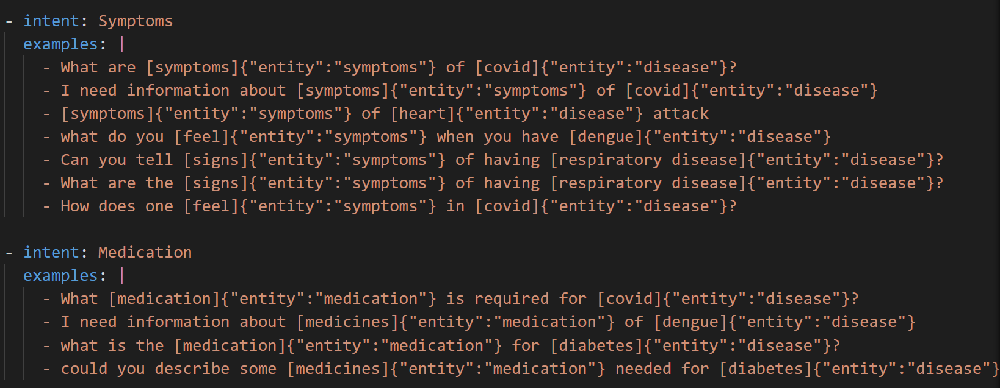 - intent: Symptoms
examples: |
- What are [symptoms]{"entity":"symptoms"} of [covid]{"entity":"disease"}?
- I need information about [symptoms]{"entity":"symptoms"} of [covid]{"entity":"disease"}
- [symptoms]{"entity":"symptoms"} of [heart]{"entity":"disease"} attack
- what do you [feel]{"entity":"symptoms"} when you have [dengue]{"entity":"disease"}
- Can you tell [signs]{"entity":"symptoms"} of having [respiratory disease]{"entity":"disease"}?
- What are the [signs]{"entity":"symptoms"} of having [respiratory disease]{"entity":"disease"}?
- How does one [feel]{"entity":"symptoms"} in [covid]{"entity":"disease"}?
- intent: Medication
examples: |
- What [medication]{"entity":"medication"} is required for [covid]{"entity":"disease"}?
- I need information about [medicines]{"entity":"medication"} of [dengue]{"entity":"disease"}
- what is the [medication]{"entity":"medication"} for [diabetes]{"entity":"disease"}?
- could you describe some [medicines]{"entity":"medication"} needed for [diabetes]{"entity":"disease"}